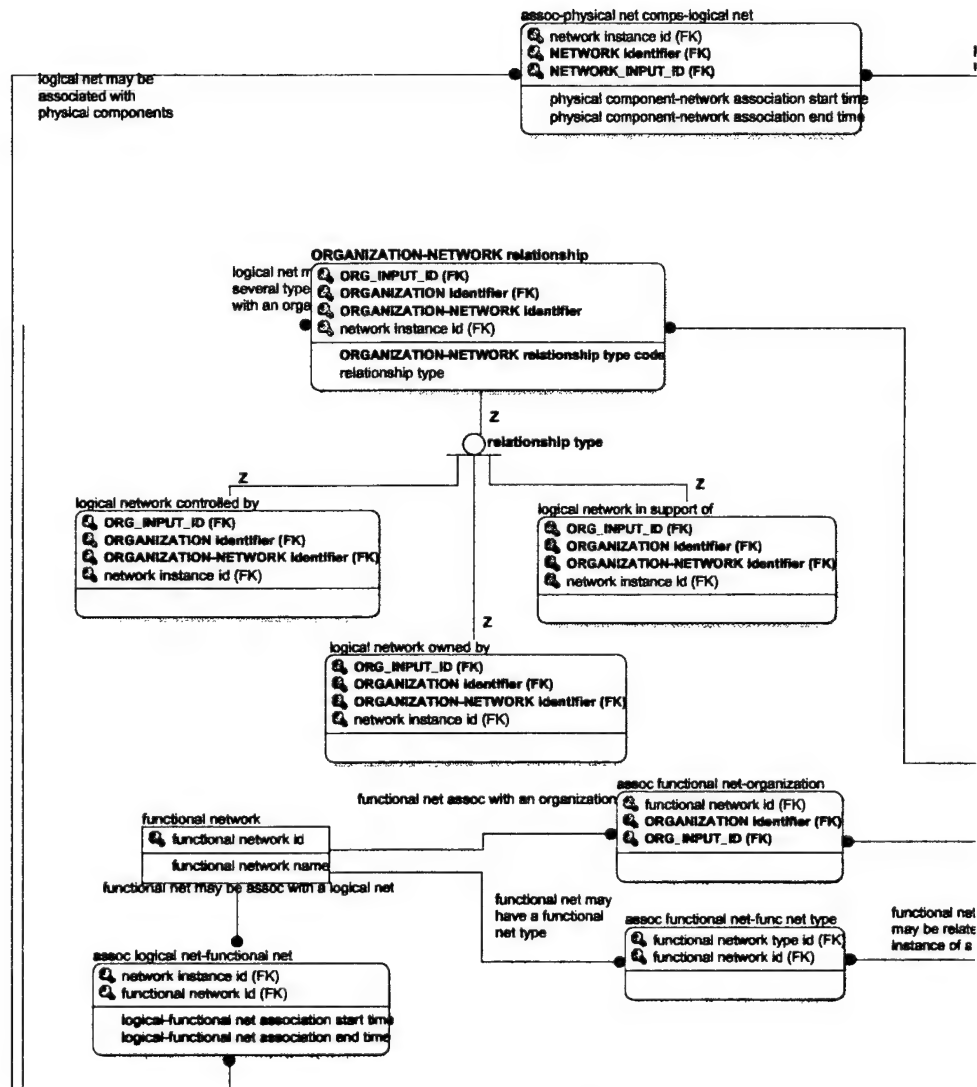 assoc-physical net comps-logical net
network instance id (FK)
NETWORK identifier (FK)
NETWORK_INPUT_ID (FK)
physical component-network association start time
physical component-network association end time
logical net may be
associated with
physical components
ORGANIZATION-NETWORK relationship
logical net m
several type
with an orga
ORG_INPUT_ID (FK)
ORGANIZATION identifier (FK)
ORGANIZATION-NETWORK identifier
network instance id (FK)
ORGANIZATION-NETWORK relationship type code
relationship type
Z
relationship type
Z
Z
logical network controlled by
ORG_INPUT_ID (FK)
ORGANIZATION identifier (FK)
ORGANIZATION-NETWORK identifier (FK)
network instance id (FK)
logical network in support of
ORG_INPUT_ID (FK)
ORGANIZATION identifier (FK)
ORGANIZATION-NETWORK identifier (FK)
network instance id (FK)
Z
logical network owned by
ORG_INPUT_ID (FK)
ORGANIZATION identifier (FK)
ORGANIZATION-NETWORK identifier (FK)
network instance id (FK)
assoc functional net-organization
functional net assoc with an organization
functional network id (FK)
ORGANIZATION identifier (FK)
ORG_INPUT_ID (FK)
functional network
functional network id
functional network name
functional net may be assoc with a logical net
functional net may
have a functional
net type
assoc functional net-func net type
functional network type id (FK)
functional network id (FK)
functional net
may be relate
instance of a
assoc logical net-functional net
network instance id (FK)
functional network id (FK)
logical-functional net association start time
logical-functional net association end time